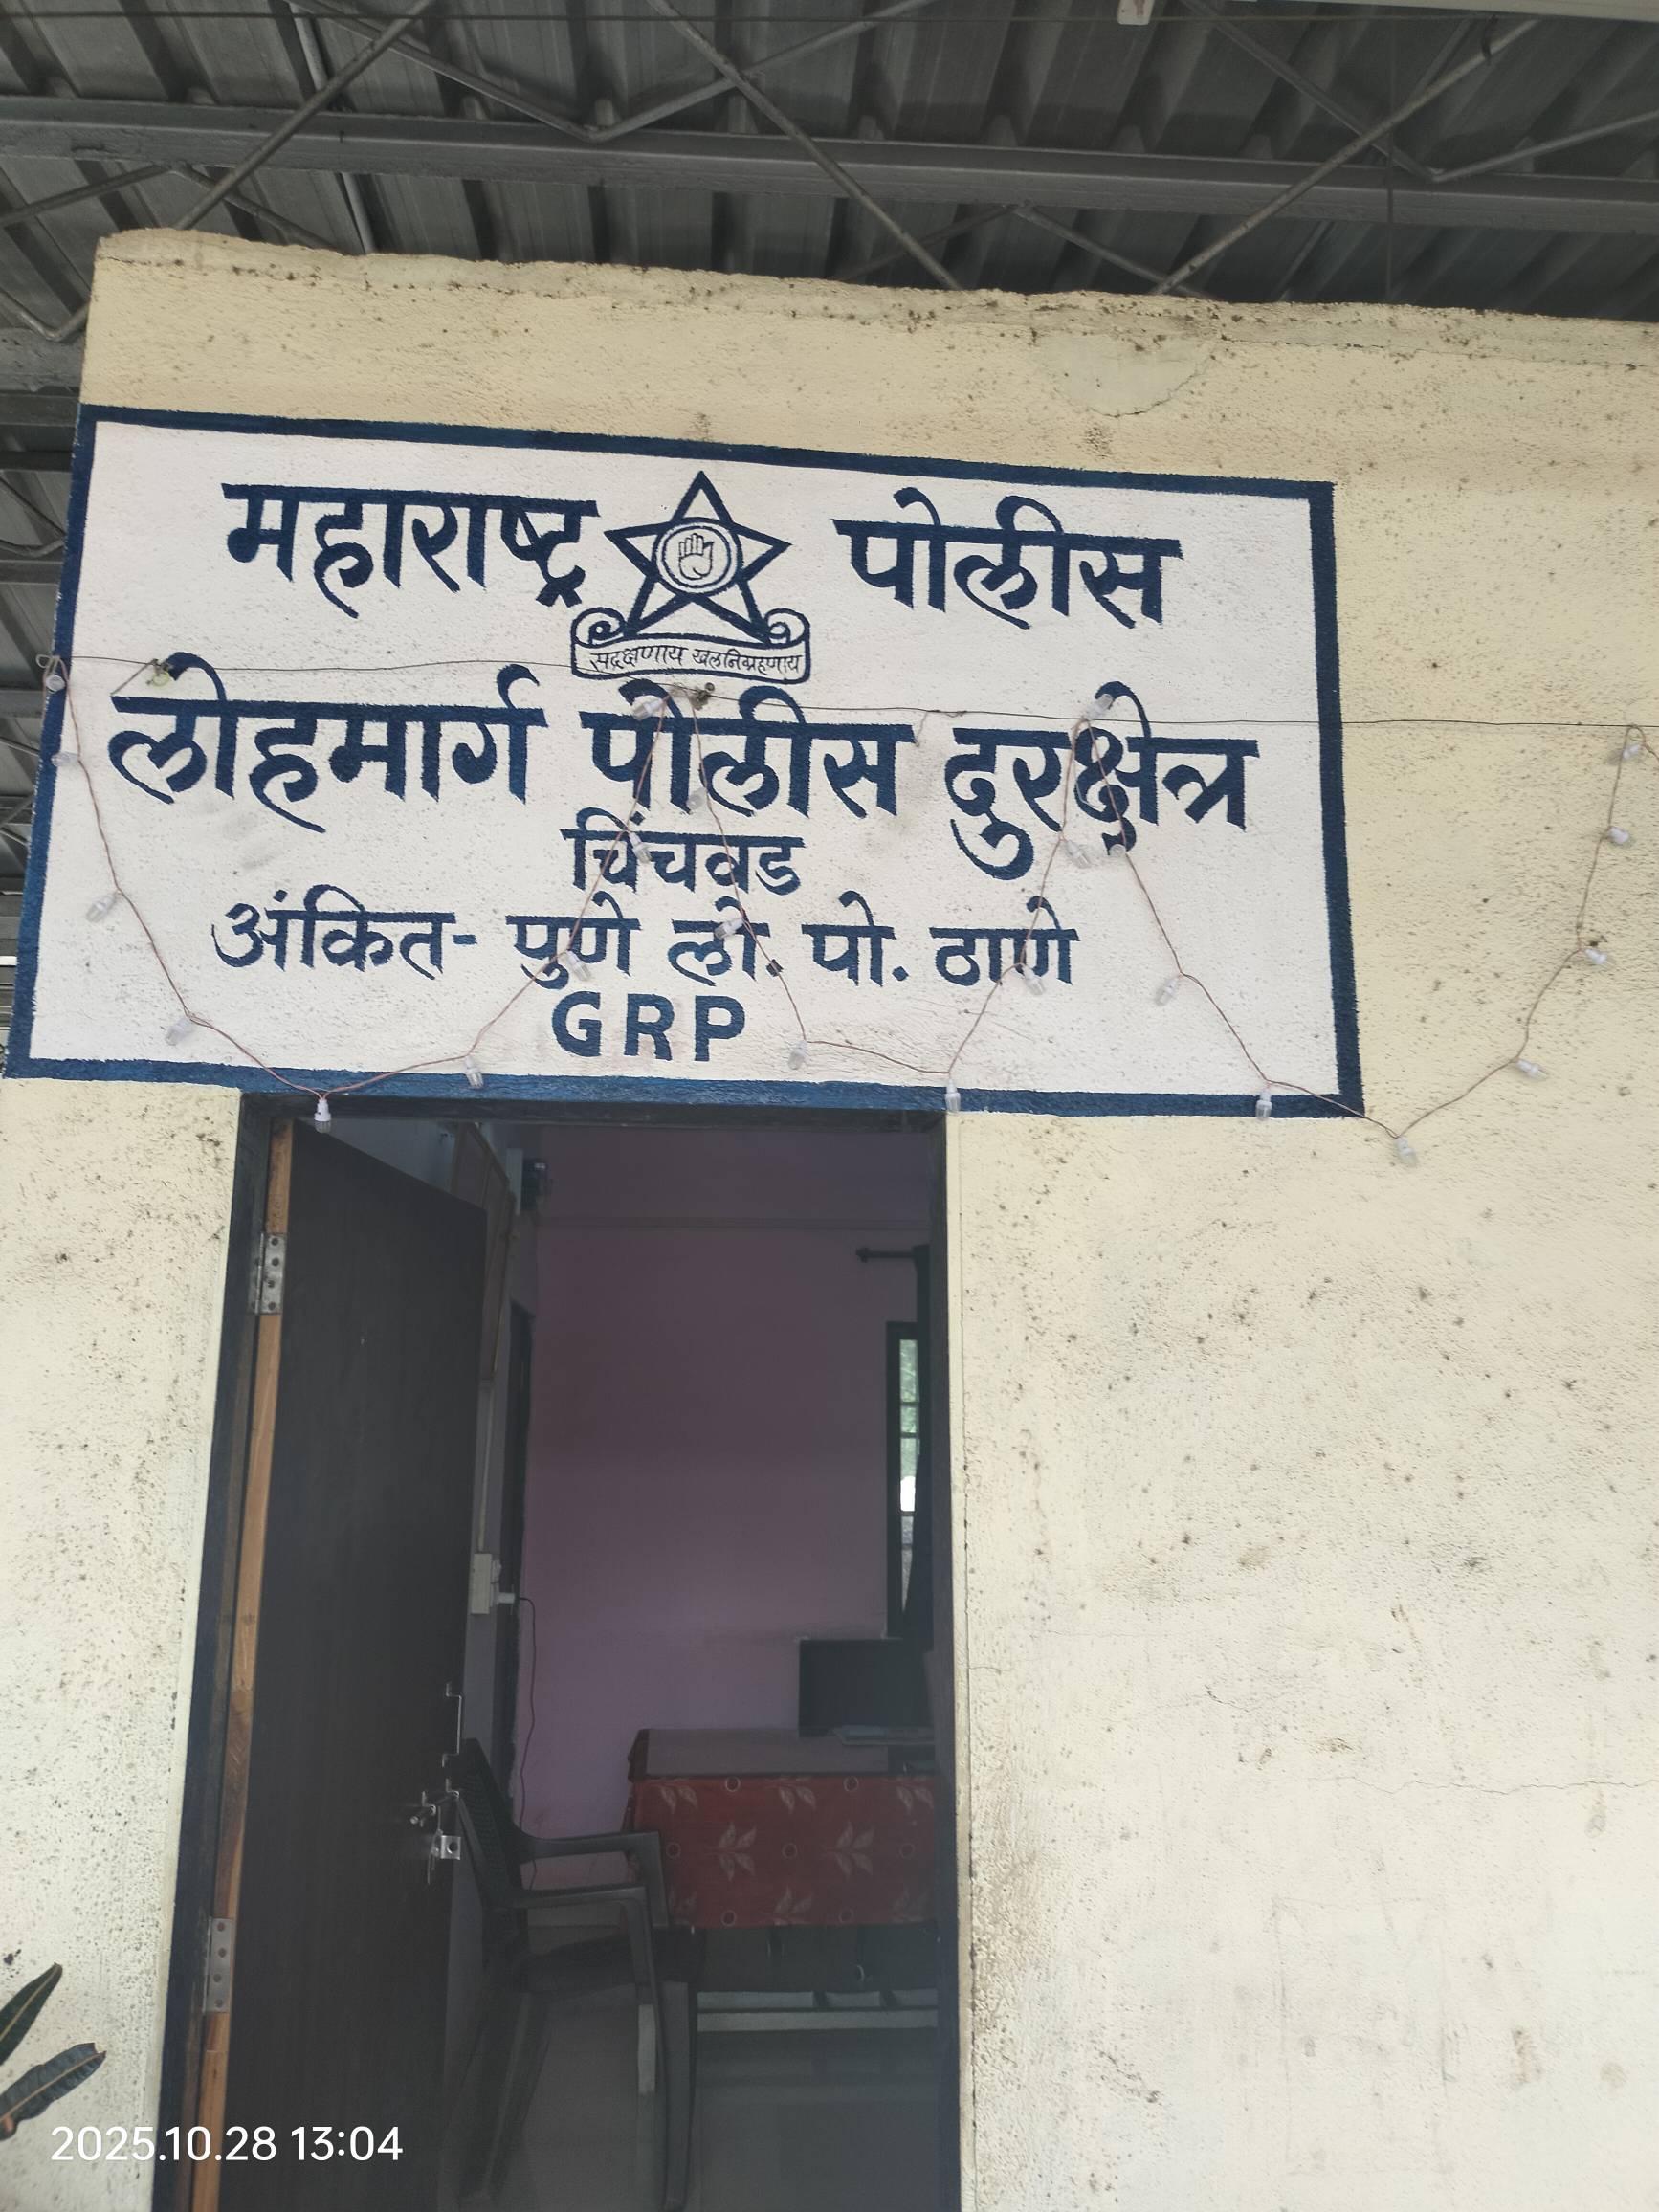 महाराष्ट्र पोलीस
सद्रक्षणाय खलनिग्रहणाय
लोहमार्ग पोलीस दुरक्षेत्र
चिंचवड
अंकित- पुणे लो. पो. ठाणे
GRP
2025.10.28 13:04